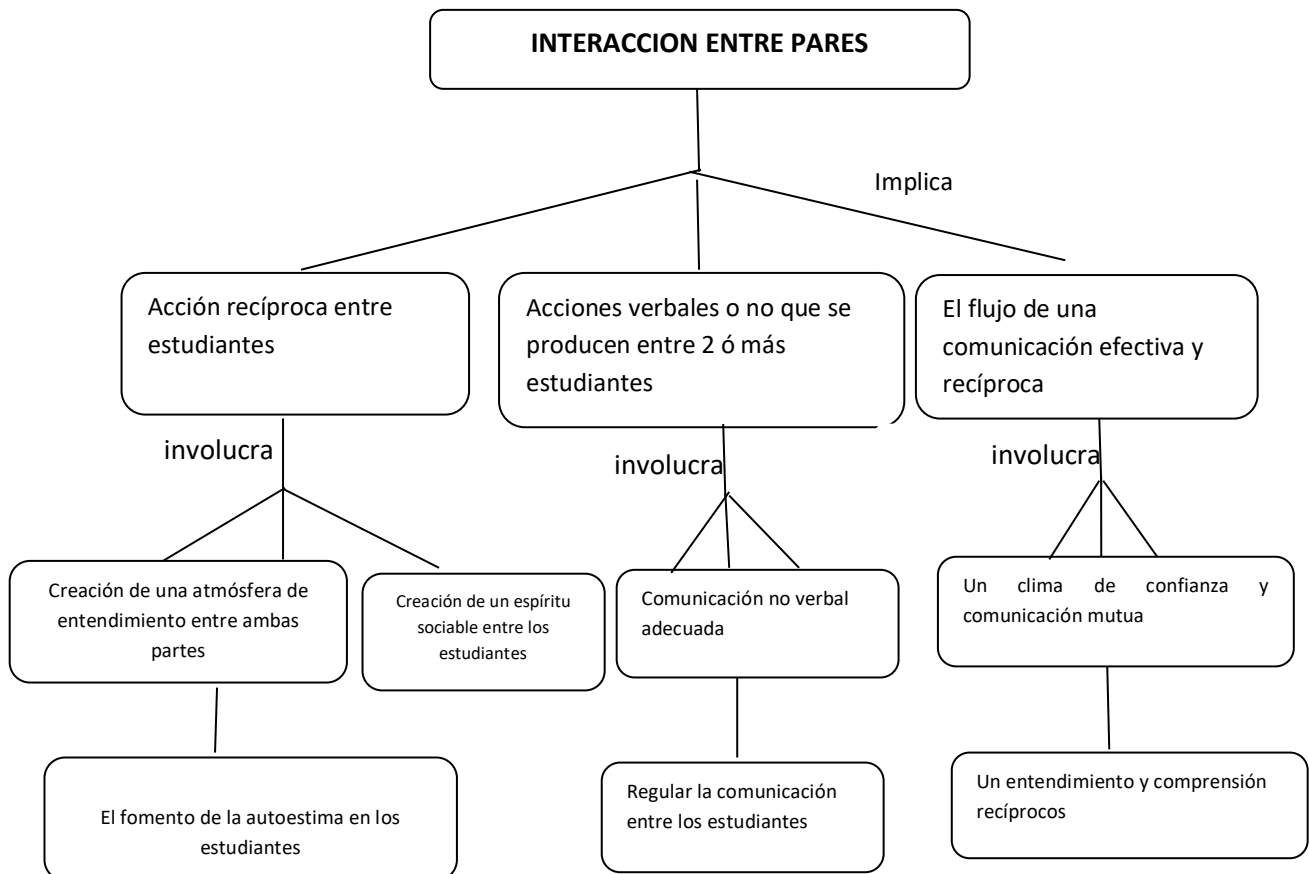 INTERACCION ENTRE PARES
Implica
Acción recíproca entre
estudiantes
Acciones verbales o no que se
producen entre 2 ó más
estudiantes
El flujo de una
comunicación efectiva y
recíproca
involucra
involucra
involucra
Creación de una atmósfera de
entendimiento entre ambas
partes
Creación de un espíritu
sociable entre los
estudiantes
Comunicación no verbal
adecuada
Un clima de confianza y
comunicación mutua
El fomento de la autoestima en los
estudiantes
Regular la comunicación
entre los estudiantes
Un entendimiento y comprensión
recíprocos